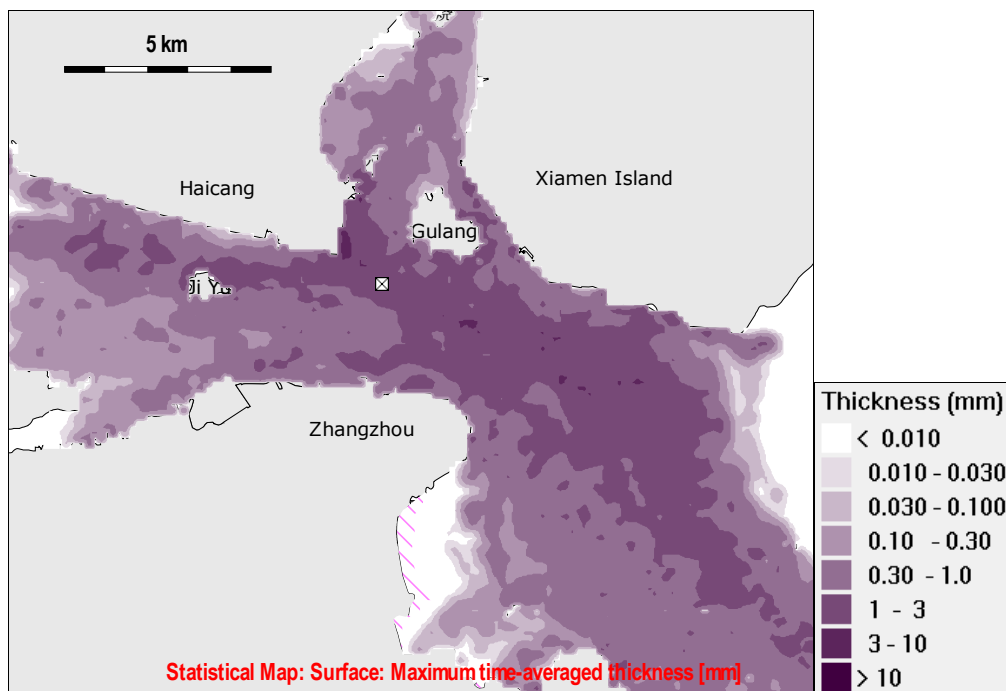 5 km
Haicang
Xiamen Island
Gulang
Ji Yu
Zhangzhou
Statistical Map: Surface: Maximum time-averaged thickness [mm]
Thickness (mm)
< 0.010
0.010 - 0.030
0.030 - 0.100
0.10 - 0.30
0.30 - 1.0
1 - 3
3 - 10
> 10